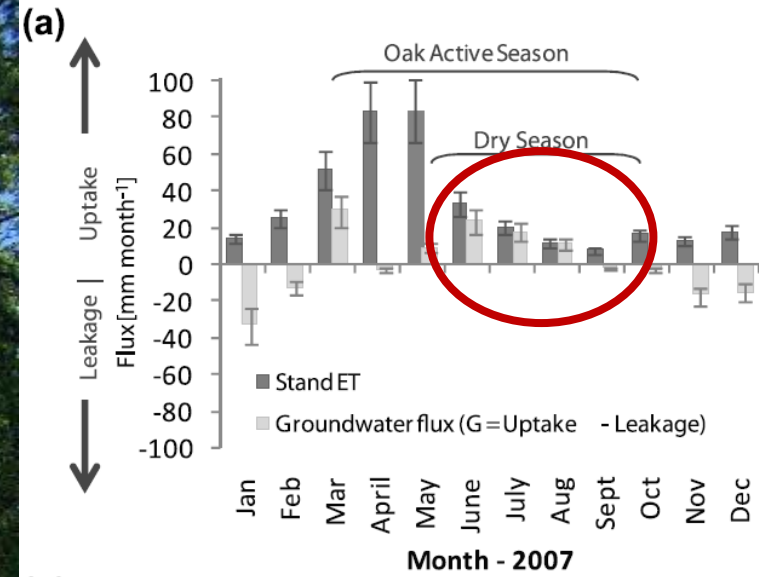 (a)
Oak Active Season
Dry Season
Leakage | Uptake
Flux[mm month-1]
100
80
60
40
20
0
-20
-40
-60
-80
-100
Stand ET
Groundwater flux (G=Uptake - Leakage)
Jan Feb Mar April May June July Aug Sept Oct Nov Dec
Month - 2007